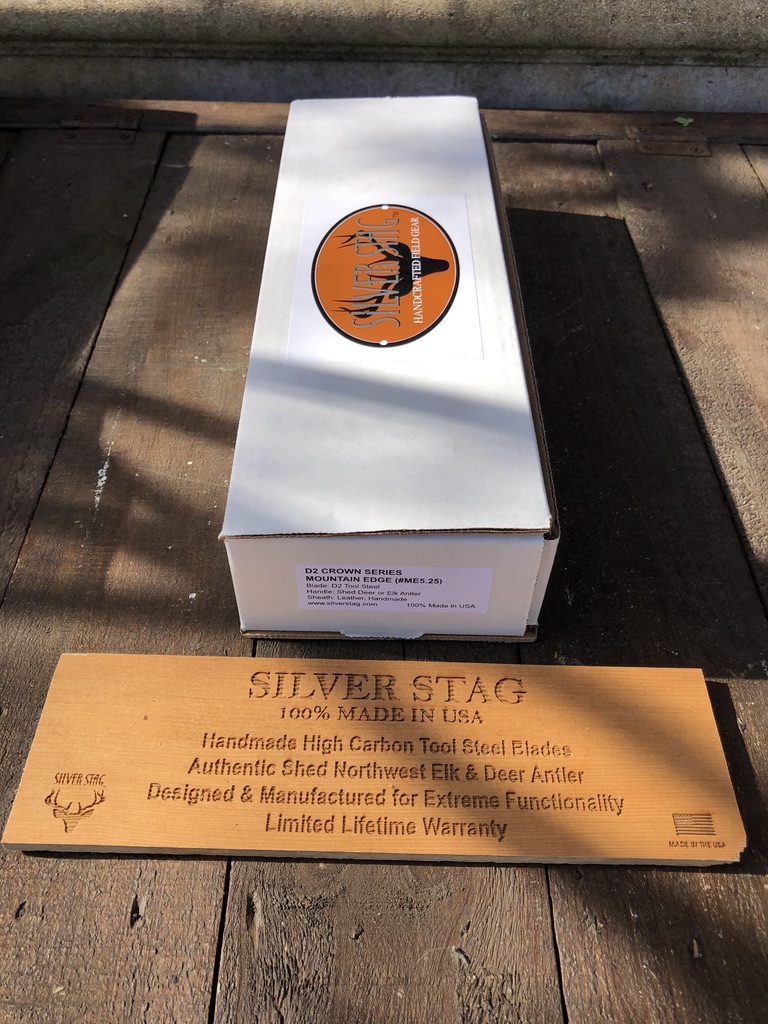 SILVER STAG
HANDCRAFTED FIELD GEAR
D2 CROWN SERIES
MOUNTAIN EDGE (#ME5.25)
Blade: D2 Tool Steel
Handle: Shed Deer or Elk Antler
Sheath: Leather, Handmade
www.silverstag.com 100% Made in USA
SILVER STAG
100% MADE IN USA
Handmade High Carbon Tool Steel Blades
Authentic Shed Northwest Elk & Deer Antler
Designed & Manufactured for Extreme Functionality
Limited Lifetime Warranty
SILVER STAG
MADE IN THE USA